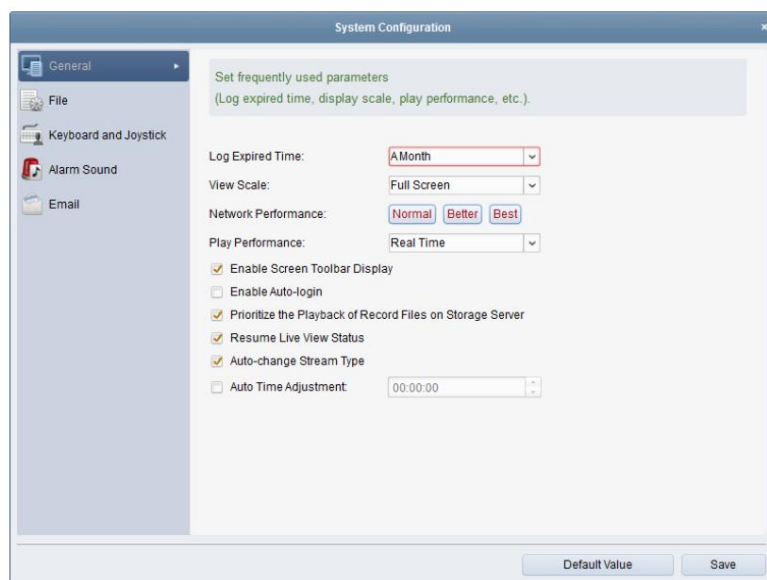 System Configuration
General
File
Keyboard and Joystick
Alarm Sound
Email
Set frequently used parameters
(Log expired time, display scale, play performance, etc.).
Log Expired Time: A Month
View Scale: Full Screen
Network Performance: Normal Better Best
Play Performance: Real Time
Enable Screen Toolbar Display
Enable Auto-login
Prioritize the Playback of Record Files on Storage Server
Resume Live View Status
Auto-change Stream Type
Auto Time Adjustment: 00:00:00
Default Value Save